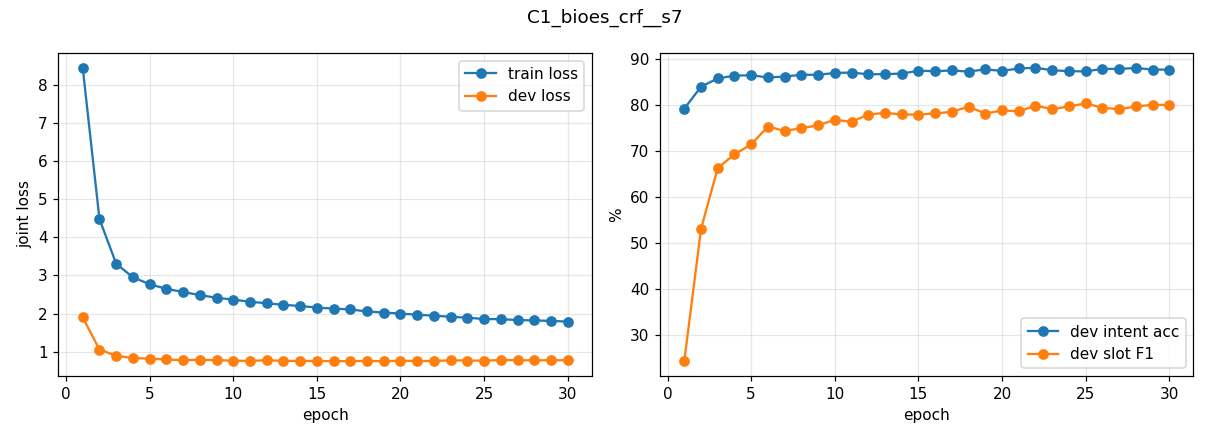 C1_bioes_crf__s7
joint loss
8
7
6
5
4
3
2
1
train loss
dev loss
0 5 10 15 20 25 30
epoch
%
90
80
70
60
50
40
30
dev intent acc
dev slot F1
0 5 10 15 20 25 30
epoch